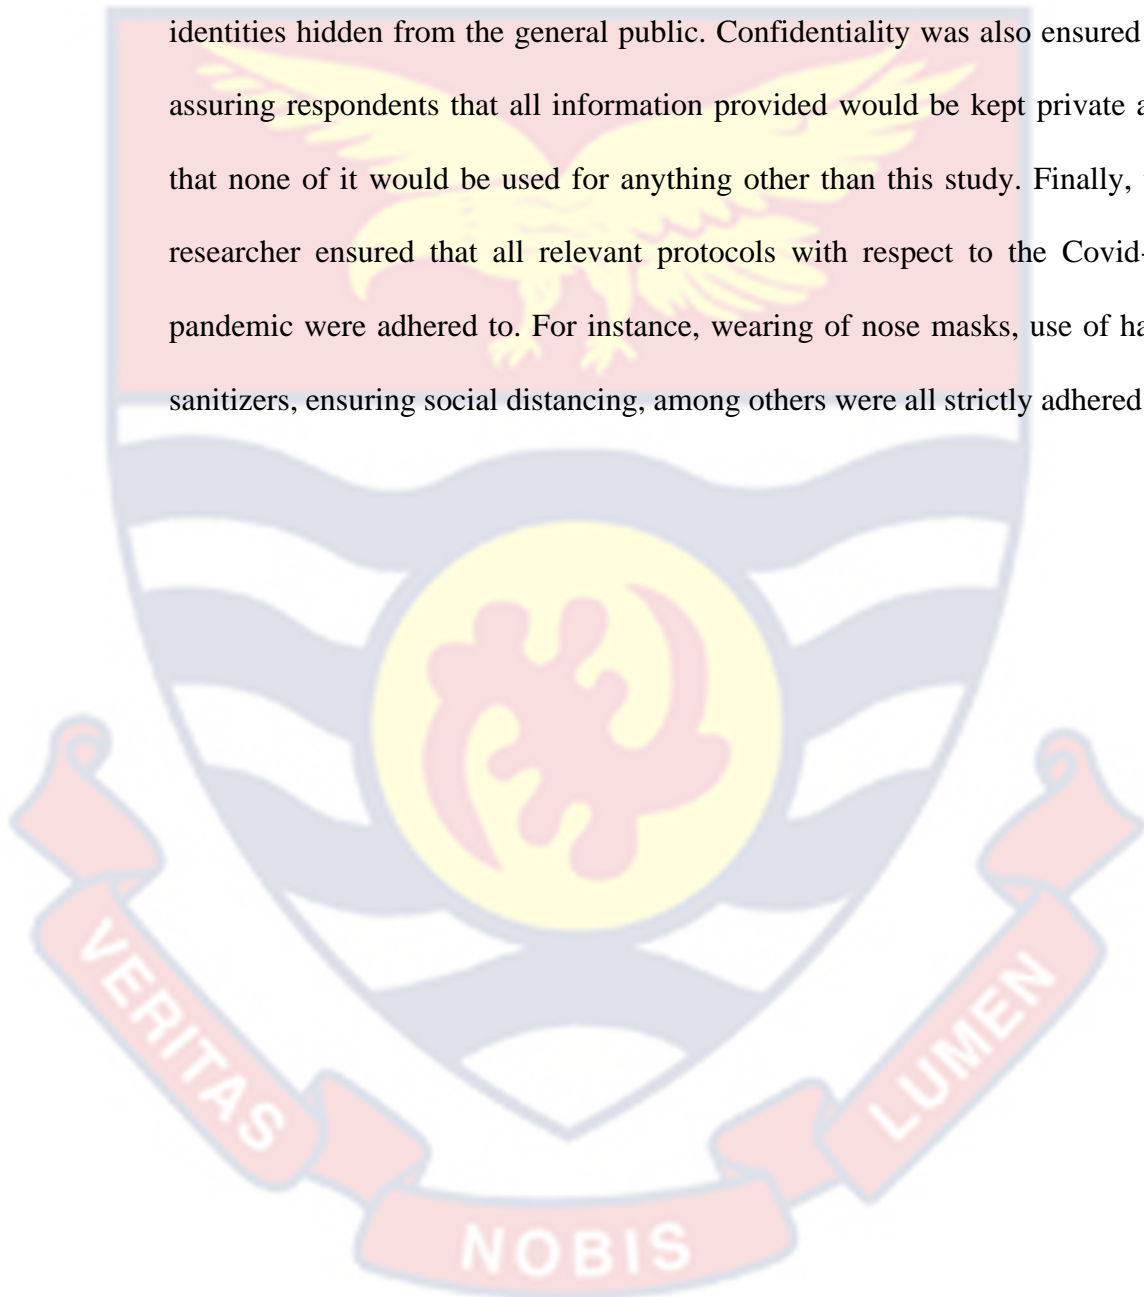 identities hidden from the general public. Confidentiality was also ensured
assuring respondents that all information provided would be kept private a
that none of it would be used for anything other than this study. Finally,
researcher ensured that all relevant protocols with respect to the Covid-
pandemic were adhered to. For instance, wearing of nose masks, use of ha
sanitizers, ensuring social distancing, among others were all strictly adhered
VERITAS
NOBIS
LUMEN